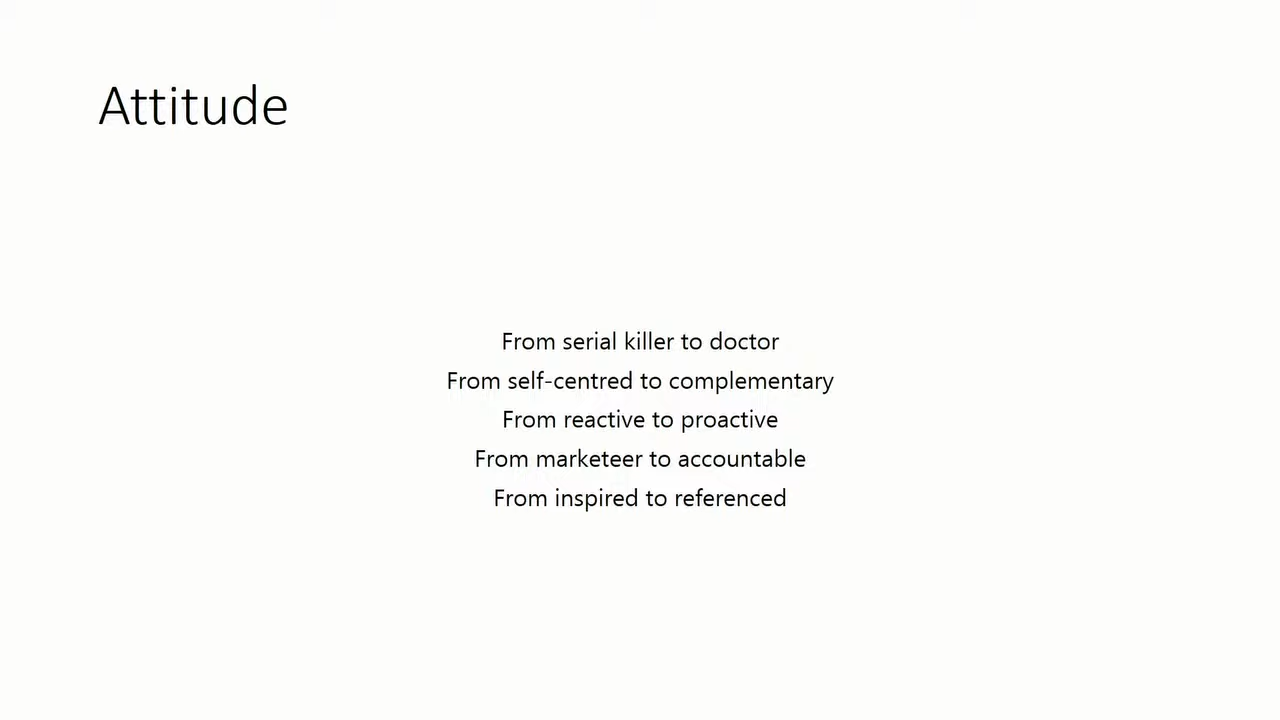 Attitude
From serial killer to doctor
From self-centred to complementary
From reactive to proactive
From marketeer to accountable
From inspired to referenced